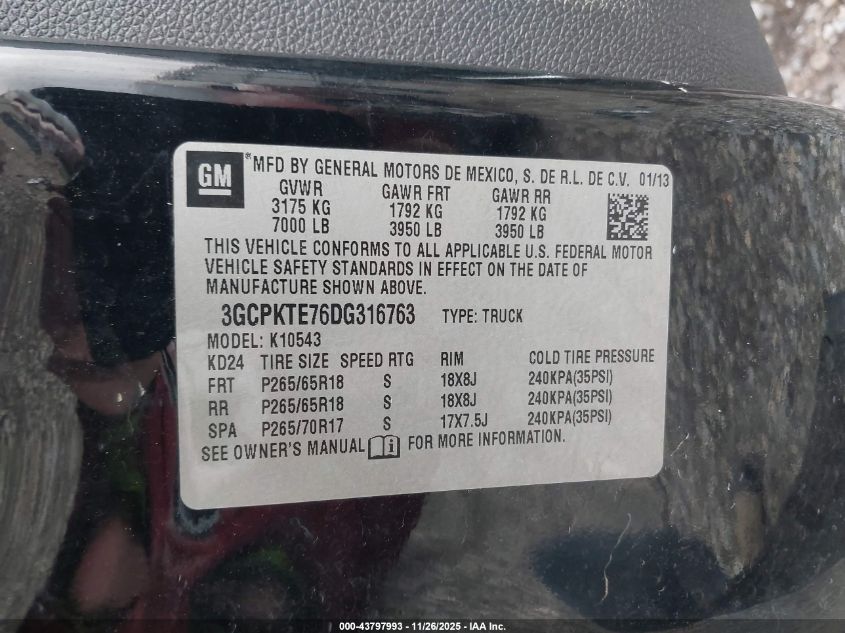 GM
®MFD BY GENERAL MOTORS DE MEXICO, S. DE R.L. DE C.V. 01/13
GVWR GAWR FRT GAWR RR
3175 KG 1792 KG 1792 KG
7000 LB 3950 LB 3950 LB
THIS VEHICLE CONFORMS TO ALL APPLICABLE U.S. FEDERAL MOTOR
VEHICLE SAFETY STANDARDS IN EFFECT ON THE DATE OF
MANUFACTURE SHOWN ABOVE.
3GCPKTE76DG316763 TYPE: TRUCK
MODEL: K10543
KD24 TIRE SIZE SPEED RTG RIM COLD TIRE PRESSURE
FRT P265/65R18 S 18X8J 240KPA(35PSI)
RR P265/65R18 S 18X8J 240KPA(35PSI)
SPA P265/70R17 S 17X7.5J 240KPA(35PSI)
SEE OWNER'S MANUAL FOR MORE INFORMATION.
000-43797993 - 11/26/2025 - IAA Inc.